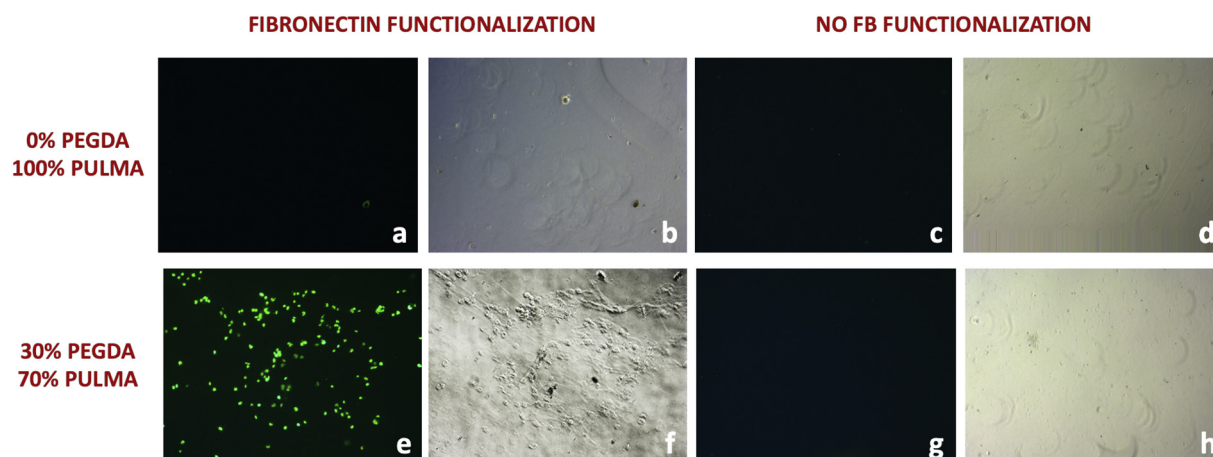 FIBRONECTIN FUNCTIONALIZATION
NO FB FUNCTIONALIZATION
0% PEGDA
100% PULMA
a
b
c
d
30% PEGDA
70% PULMA
e
f
g
h